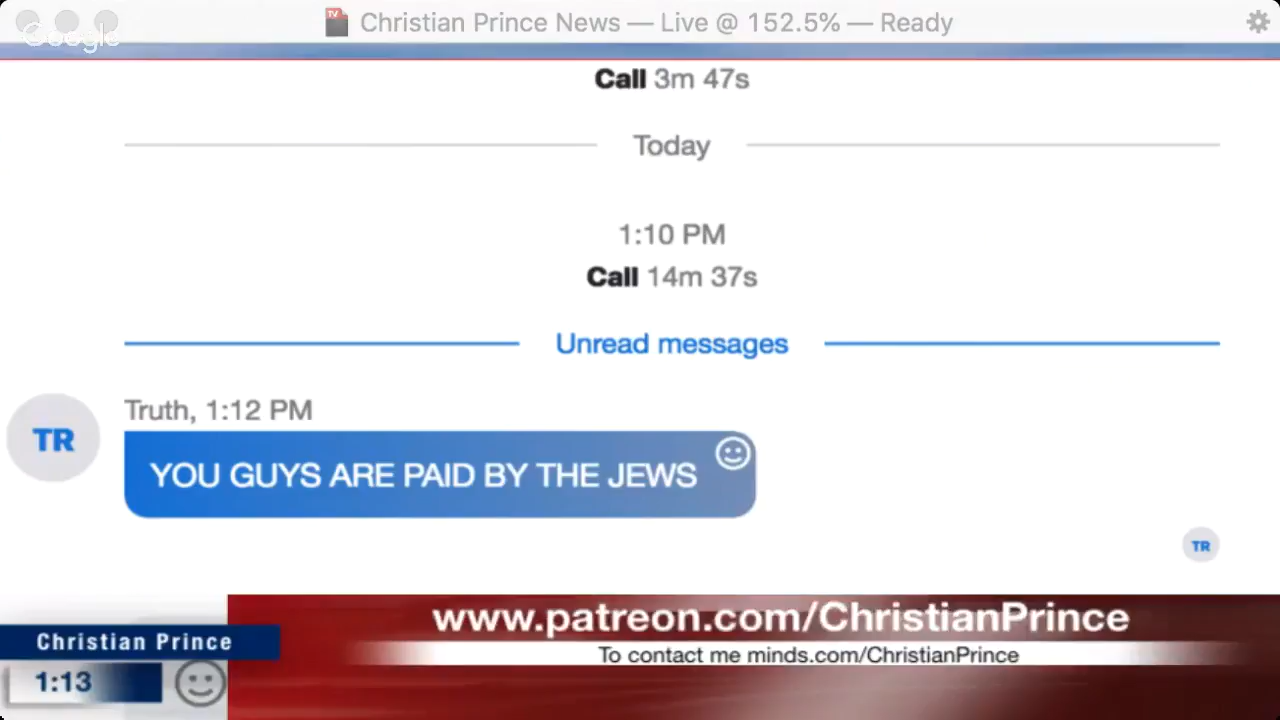 Google
TV
Christian Prince News — Live @ 152.5% — Ready
Call 3m 47s
Today
1:10 PM
Call 14m 37s
Unread messages
Truth, 1:12 PM
TR
YOU GUYS ARE PAID BY THE JEWS
TR
www.patreon.com/ChristianPrince
Christian Prince
To contact me minds.com/ChristianPrince
1:13